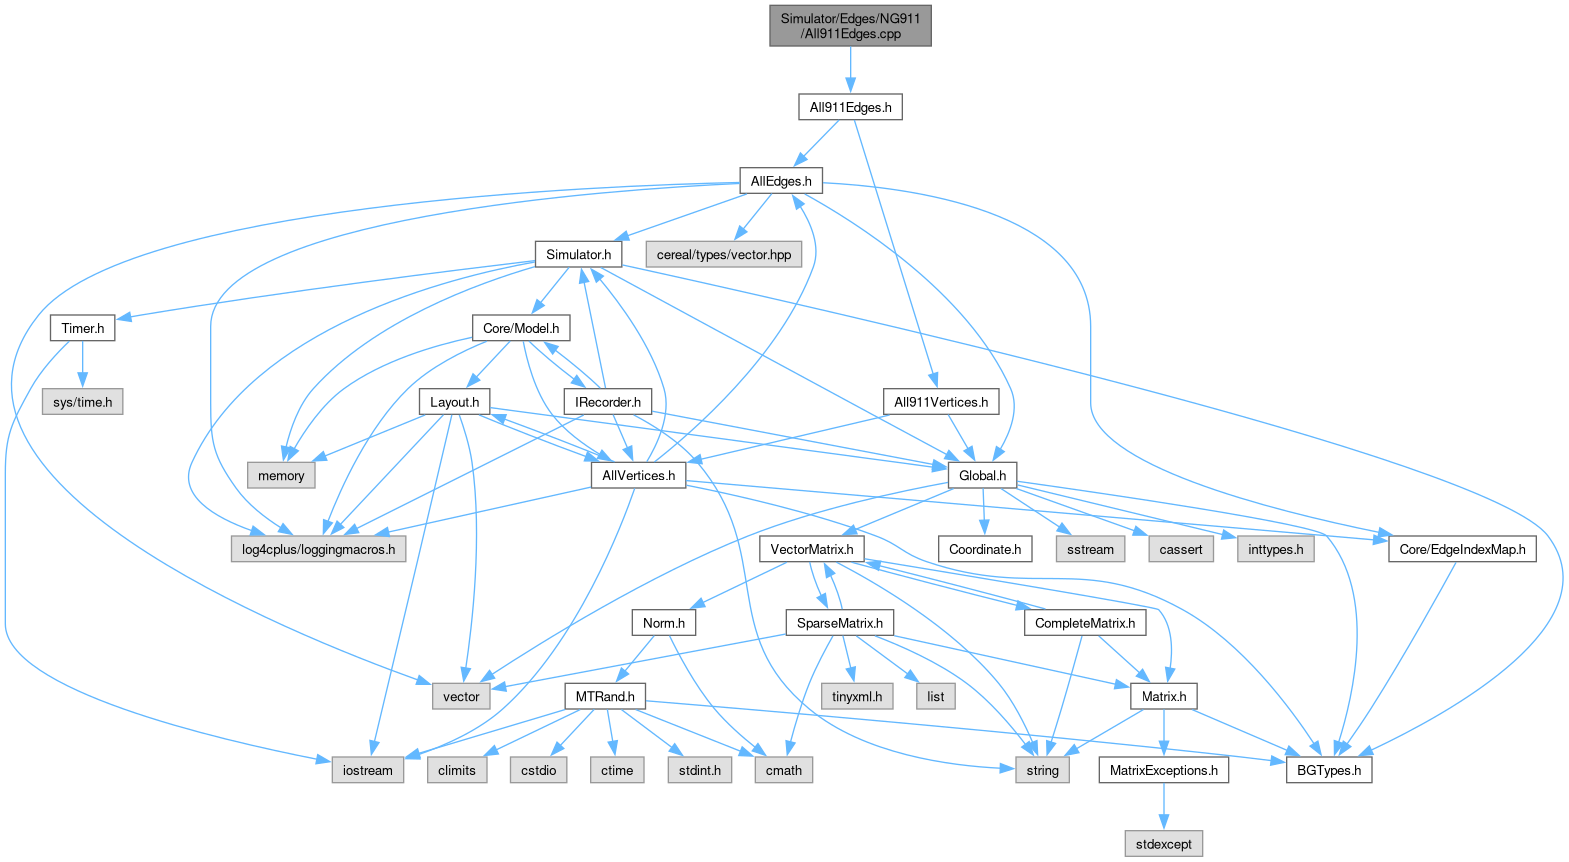 Simulator/Edges/NG911
/All911Edges.cpp
All911Edges.h
AllEdges.h
Simulator.h
cereal/types/vector.hpp
Timer.h
Core/Model.h
sys/time.h
Layout.h
IRecorder.h
All911Vertices.h
memory
AllVertices.h
Global.h
log4cplus/loggingmacros.h
VectorMatrix.h
Coordinate.h
sstream
cassert
inttypes.h
Core/EdgeIndexMap.h
Norm.h
SparseMatrix.h
CompleteMatrix.h
vector
MTRand.h
tinyxml.h
list
Matrix.h
iostream
climits
cstdio
ctime
stdint.h
cmath
string
MatrixExceptions.h
BGTypes.h
stdexcept